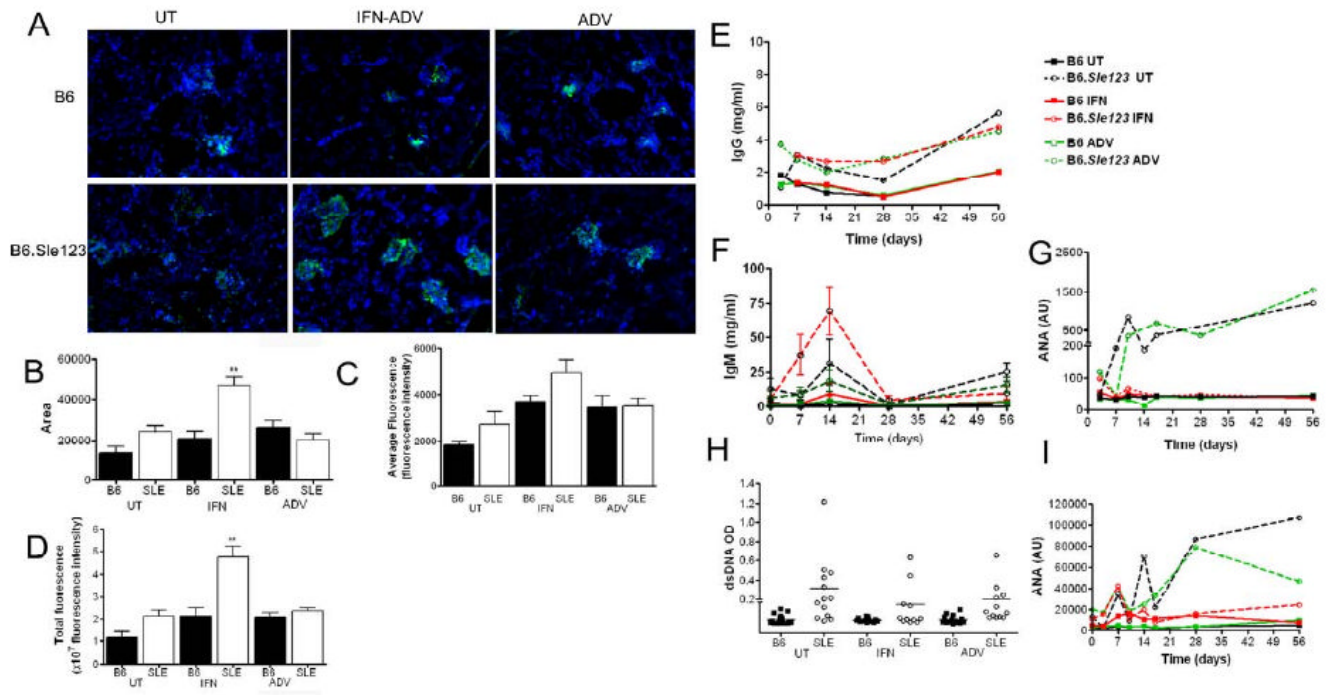 A
UT
IFN-ADV
ADV
B6
B6.Sle123
B
Area
60000
40000
20000
0
B6 SLE B6 SLE B6 SLE
UT IFN ADV
C
Average Fluorescence
(fluorescence intensity)
6000
4000
2000
0
B6 SLE B6 SLE B6 SLE
UT IFN ADV
D
Total fluorescence
(x10⁷ fluorescence intensity)
6
5
4
3
2
1
0
B6 SLE B6 SLE B6 SLE
UT IFN ADV
**
**
E
IgG (mg/ml)
10
8
6
4
2
0
0 7 14 21 28 35 42 49 50
Time (days)
B6 UT
B6.Sle123 UT
B6 IFN
B6.Sle123 IFN
B6 ADV
B6.Sle123 ADV
F
IgM (mg/ml)
100
75
50
25
0
0 7 14 21 28 35 42 49 56
Time (days)
G
ANA (AU)
2500
1500
500
200
100
0
0 7 14 21 28 35 42 49 56
Time (days)
H
dsDNA OD
1.4
1.2
1.0
0.8
0.6
0.4
0.2
B6 SLE B6 SLE B6 SLE
UT IFN ADV
I
ANA (AU)
120000
100000
80000
60000
40000
20000
0
0 7 14 21 28 35 42 49 56
Time (days)